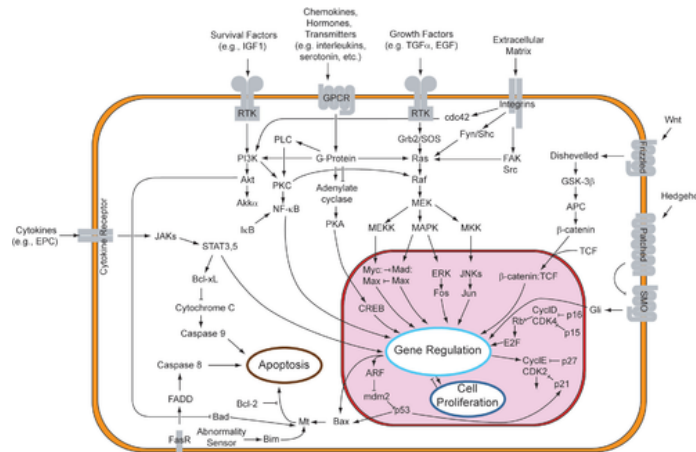 Survival Factors
(e.g., IGF1)
Chemokines,
Hormones,
Transmitters
(e.g. interleukins,
serotonin, etc.)
Growth Factors
(e.g. TGFα, EGF)
Extracellular
Matrix
RTK
GPCR
RTK
Integrins
cdc42
Wnt
PLC
Grb2/SOS
Fyn/Shc
Frizzled
Dishevelled
PI3K
G-Protein
Ras
FAK
Src
GSK-3β
Akt
PKC
Adenylate
cyclase
Raf
Akkα
MEK
APC
Hedgehog
NF-κB
PKA
IκB
MEKK
MAPK
MKK
β-catenin
Patched
Cytokines
(e.g., EPC)
Cytokine Receptor
JAKs
STAT3,5
TCF
Myc:
Max
Mad:
Max
ERK
JNKs
Fos
Jun
β-catenin:TCF
Bcl-xL
SMO
Cytochrome C
CREB
Gli
CycID
p16
Rb
CDK4
p15
Caspase 9
E2F
Gene Regulation
Caspase 8
Apoptosis
ARF
CycIE
p27
CDK2
p21
Cell
Proliferation
FADD
Bcl-2
mdm2
Bad
Mt
Bax
p53
FasR
Abnormality
Sensor
Bim